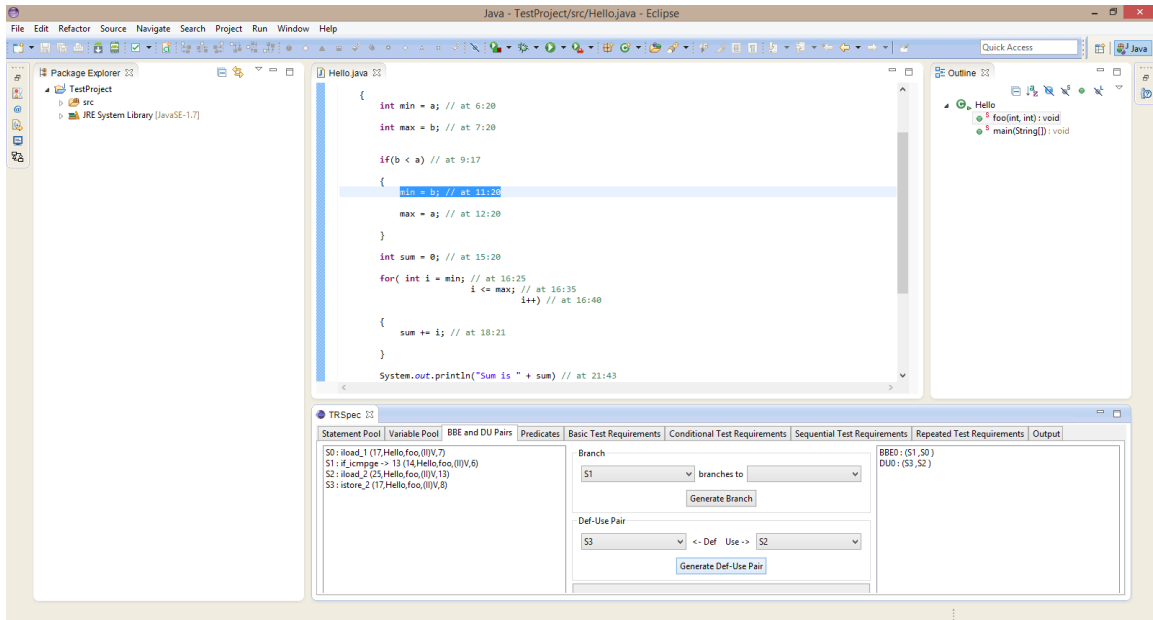 Java - TestProject/src/Hello.java - Eclipse
File Edit Refactor Source Navigate Search Project Run Window Help
Quick Access
Java
Package Explorer
TestProject
src
JRE System Library [JavaSE-1.7]
Hello.java
{
int min = a; // at 6:20
int max = b; // at 7:20
if(b < a) // at 9:17
{
min = b; // at 11:20
max = a; // at 12:20
}
int sum = 0; // at 15:20
for( int i = min; // at 16:25
i <= max; // at 16:35
i++) // at 16:40
{
sum += i; // at 18:21
}
System.out.println("Sum is " + sum) // at 21:43
Outline
Hello
S foo(int, int) : void
S main(String[]) : void
TRSpec
Statement Pool Variable Pool BBE and DU Pairs Predicates Basic Test Requirements Conditional Test Requirements Sequential Test Requirements Repeated Test Requirements Output
S0 : iload_1 (17,Hello,foo,(II)V,7)
S1 : if_icmpge -> 13 (14,Hello,foo,(II)V,6)
S2 : iload_2 (25,Hello,foo,(II)V,13)
S3 : istore_2 (17,Hello,foo,(II)V,8)
Branch
S1 branches to
Generate Branch
Def-Use Pair
S3 <- Def Use -> S2
Generate Def-Use Pair
BBE0 : (S1 ,S0 )
DU0 : (S3 ,S2 )